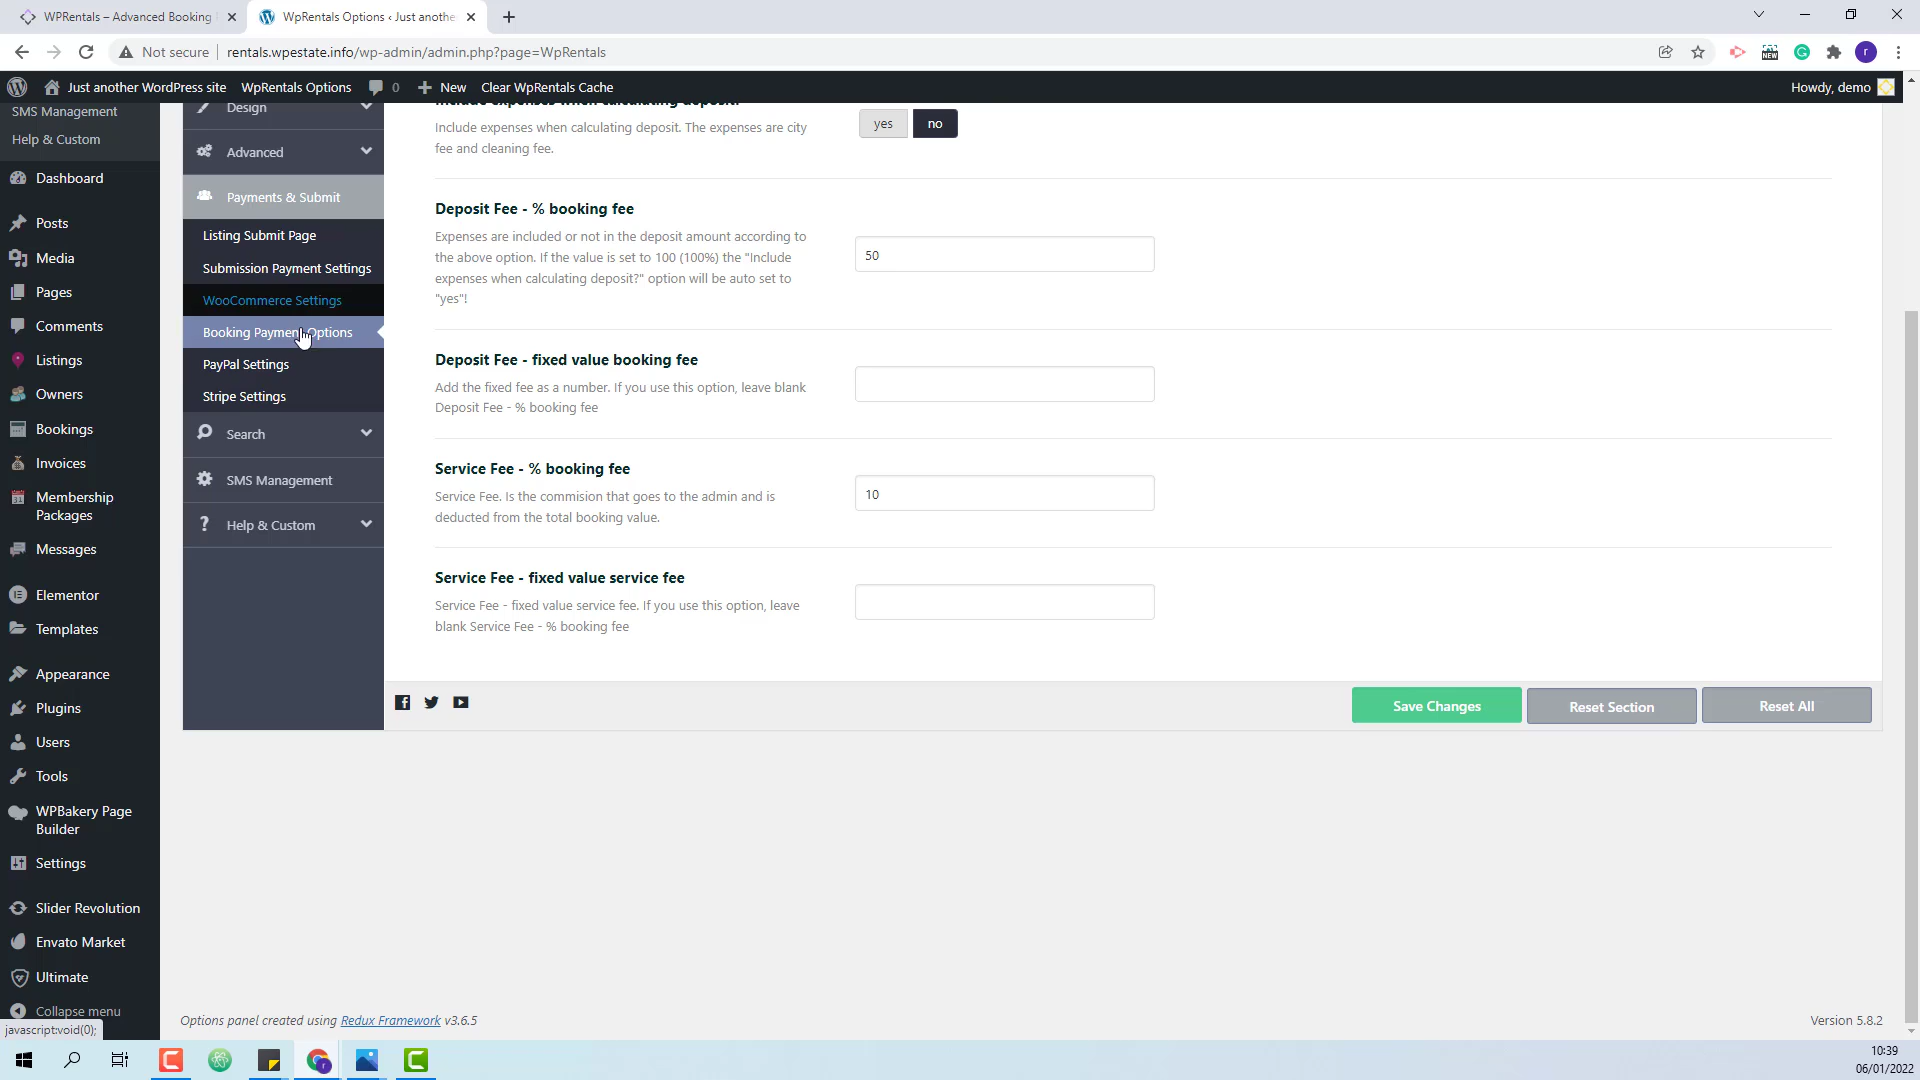 WPRentals – Advanced Booking
WpRentals Options ‹ Just anothe
Not secure
rentals.wpestate.info/wp-admin/admin.php?page=WpRentals
Just another WordPress site
WpRentals Options
0
New
Clear WpRentals Cache
Howdy, demo
SMS Management
Help & Custom
Dashboard
Posts
Media
Pages
Comments
Listings
Owners
Bookings
Invoices
Membership
Packages
Messages
Elementor
Templates
Appearance
Plugins
Users
Tools
WPBakery Page
Builder
Settings
Slider Revolution
Envato Market
Ultimate
Collapse menu
javascript:void(0);
Design
Advanced
Payments & Submit
Listing Submit Page
Submission Payment Settings
WooCommerce Settings
Booking Payment Options
PayPal Settings
Stripe Settings
Search
SMS Management
Help & Custom
Include expenses when calculating deposit?
Include expenses when calculating deposit. The expenses are city
fee and cleaning fee.
yes
no
Deposit Fee - % booking fee
Expenses are included or not in the deposit amount according to
the above option. If the value is set to 100 (100%) the "Include
expenses when calculating deposit?" option will be auto set to
"yes"!
50
Deposit Fee - fixed value booking fee
Add the fixed fee as a number. If you use this option, leave blank
Deposit Fee - % booking fee
Service Fee - % booking fee
Service Fee. Is the commision that goes to the admin and is
deducted from the total booking value.
10
Service Fee - fixed value service fee
Service Fee - fixed value service fee. If you use this option, leave
blank Service Fee - % booking fee
Save Changes
Reset Section
Reset All
Options panel created using Redux Framework v3.6.5
Version 5.8.2
10:39
06/01/2022